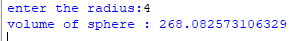 enter the radius:4
volume of sphere : 268.082573106329